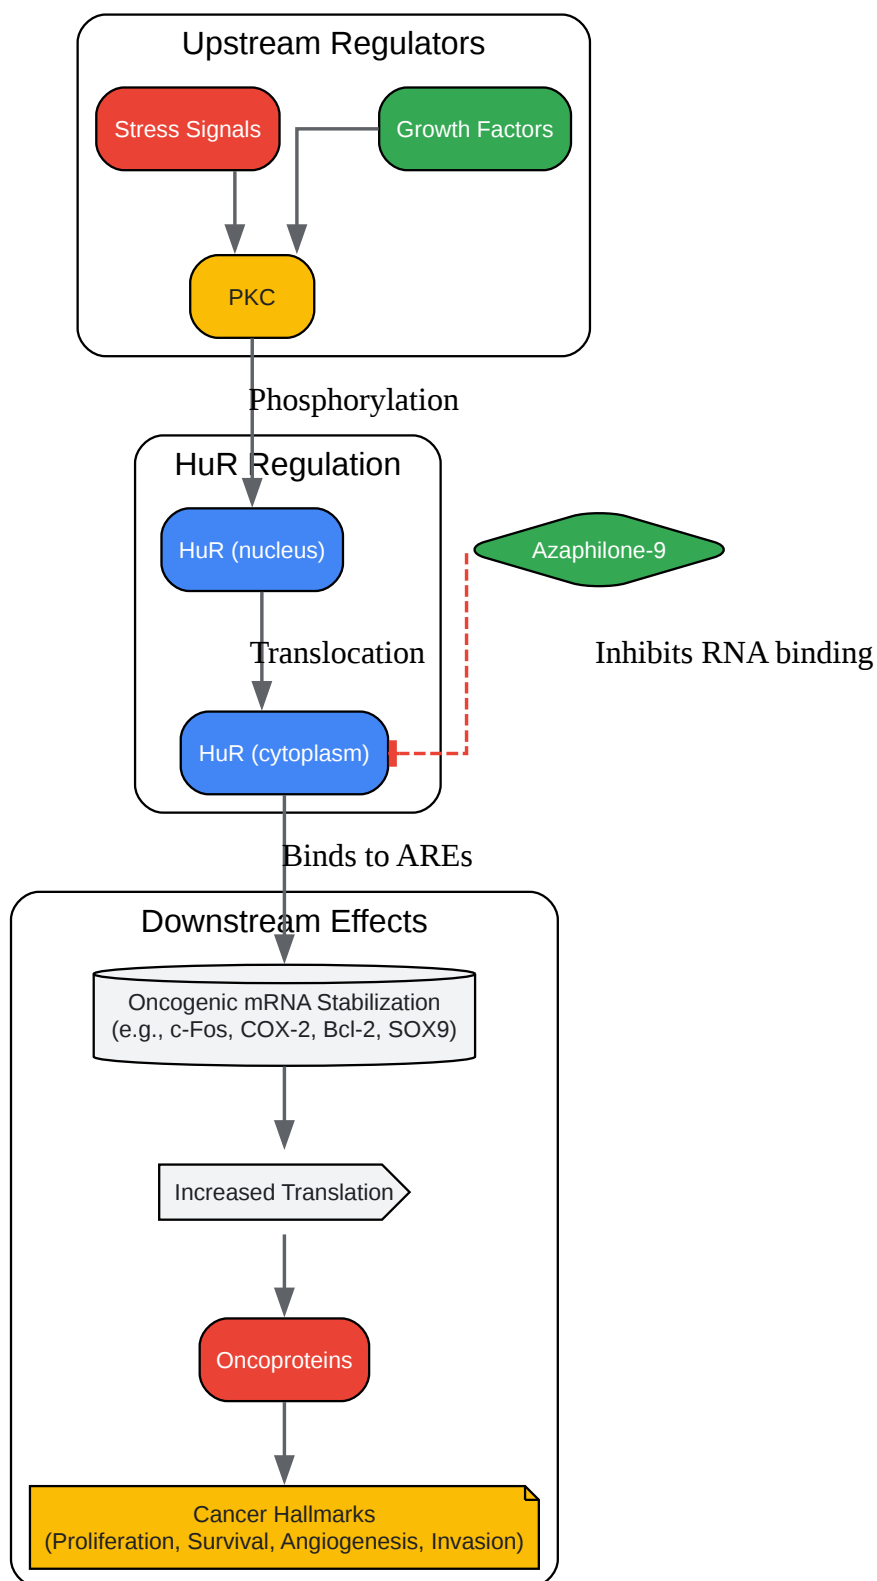 Upstream Regulators
Stress Signals
Growth Factors
PKC
Phosphorylation
HuR Regulation
HuR (nucleus)
Azaphilone-9
Translocation
Inhibits RNA binding
HuR (cytoplasm)
Binds to AREs
Downstream Effects
Oncogenic mRNA Stabilization
(e.g., c-Fos, COX-2, Bcl-2, SOX9)
Increased Translation
Oncoproteins
Cancer Hallmarks
(Proliferation, Survival, Angiogenesis, Invasion)